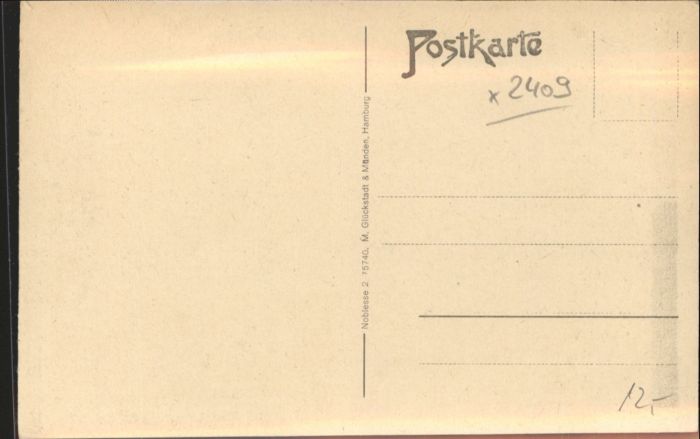 Postkarte
x 2409
Noblesse 2 75740. M. Glückstadt & Münden, Hamburg
12,-